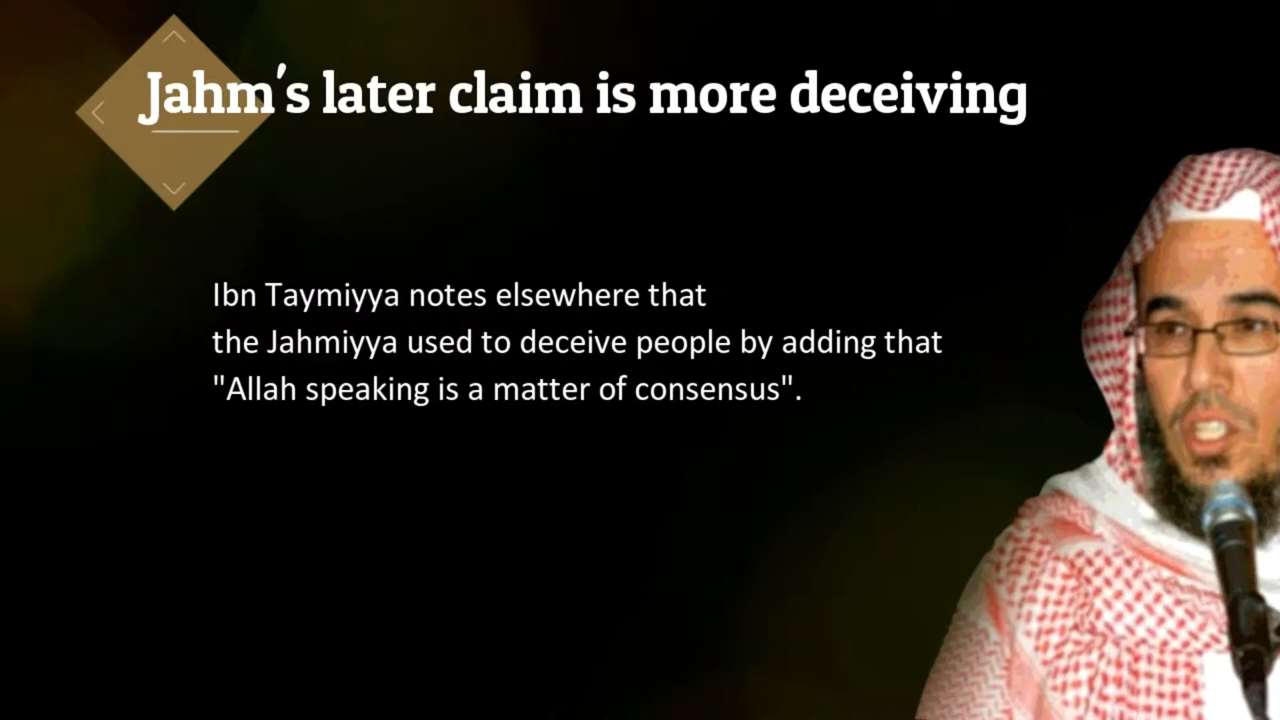 Jahm's later claim is more deceiving
Ibn Taymiyya notes elsewhere that
the Jahmiyya used to deceive people by adding that
"Allah speaking is a matter of consensus".